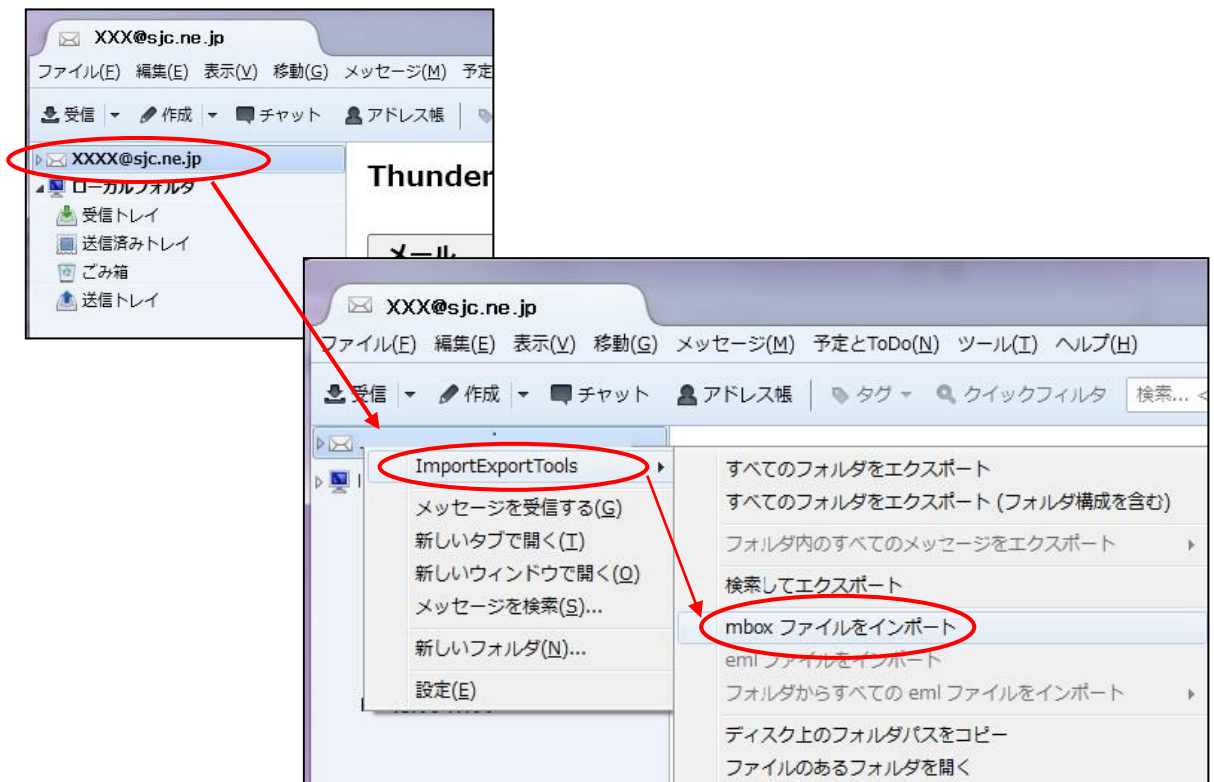 XXX@sjc.ne.jp
ファイル(F) 編集(E) 表示(V) 移動(G) メッセージ(M) 予定
受信 作成 チャット アドレス帳
XXXX@sjc.ne.jp
ローカルフォルダ
受信トレイ
送信済みトレイ
ごみ箱
送信トレイ
Thunder
メール
XXX@sjc.ne.jp
ファイル(F) 編集(E) 表示(V) 移動(G) メッセージ(M) 予定とToDo(N) ツール(T) ヘルプ(H)
受信 作成 チャット アドレス帳 タグ クイックフィルタ 検索... <
ImportExportTools
メッセージを受信する(G)
新しいタブで開く(T)
新しいウィンドウで開く(O)
メッセージを検索(S)...
新しいフォルダ(N)...
設定(E)
すべてのフォルダをエクスポート
すべてのフォルダをエクスポート (フォルダ構成を含む)
フォルダ内のすべてのメッセージをエクスポート
検索してエクスポート
mbox ファイルをインポート
eml ファイルをインポート
フォルダからすべての eml ファイルをインポート
ディスク上のフォルダパスをコピー
ファイルのあるフォルダを開く